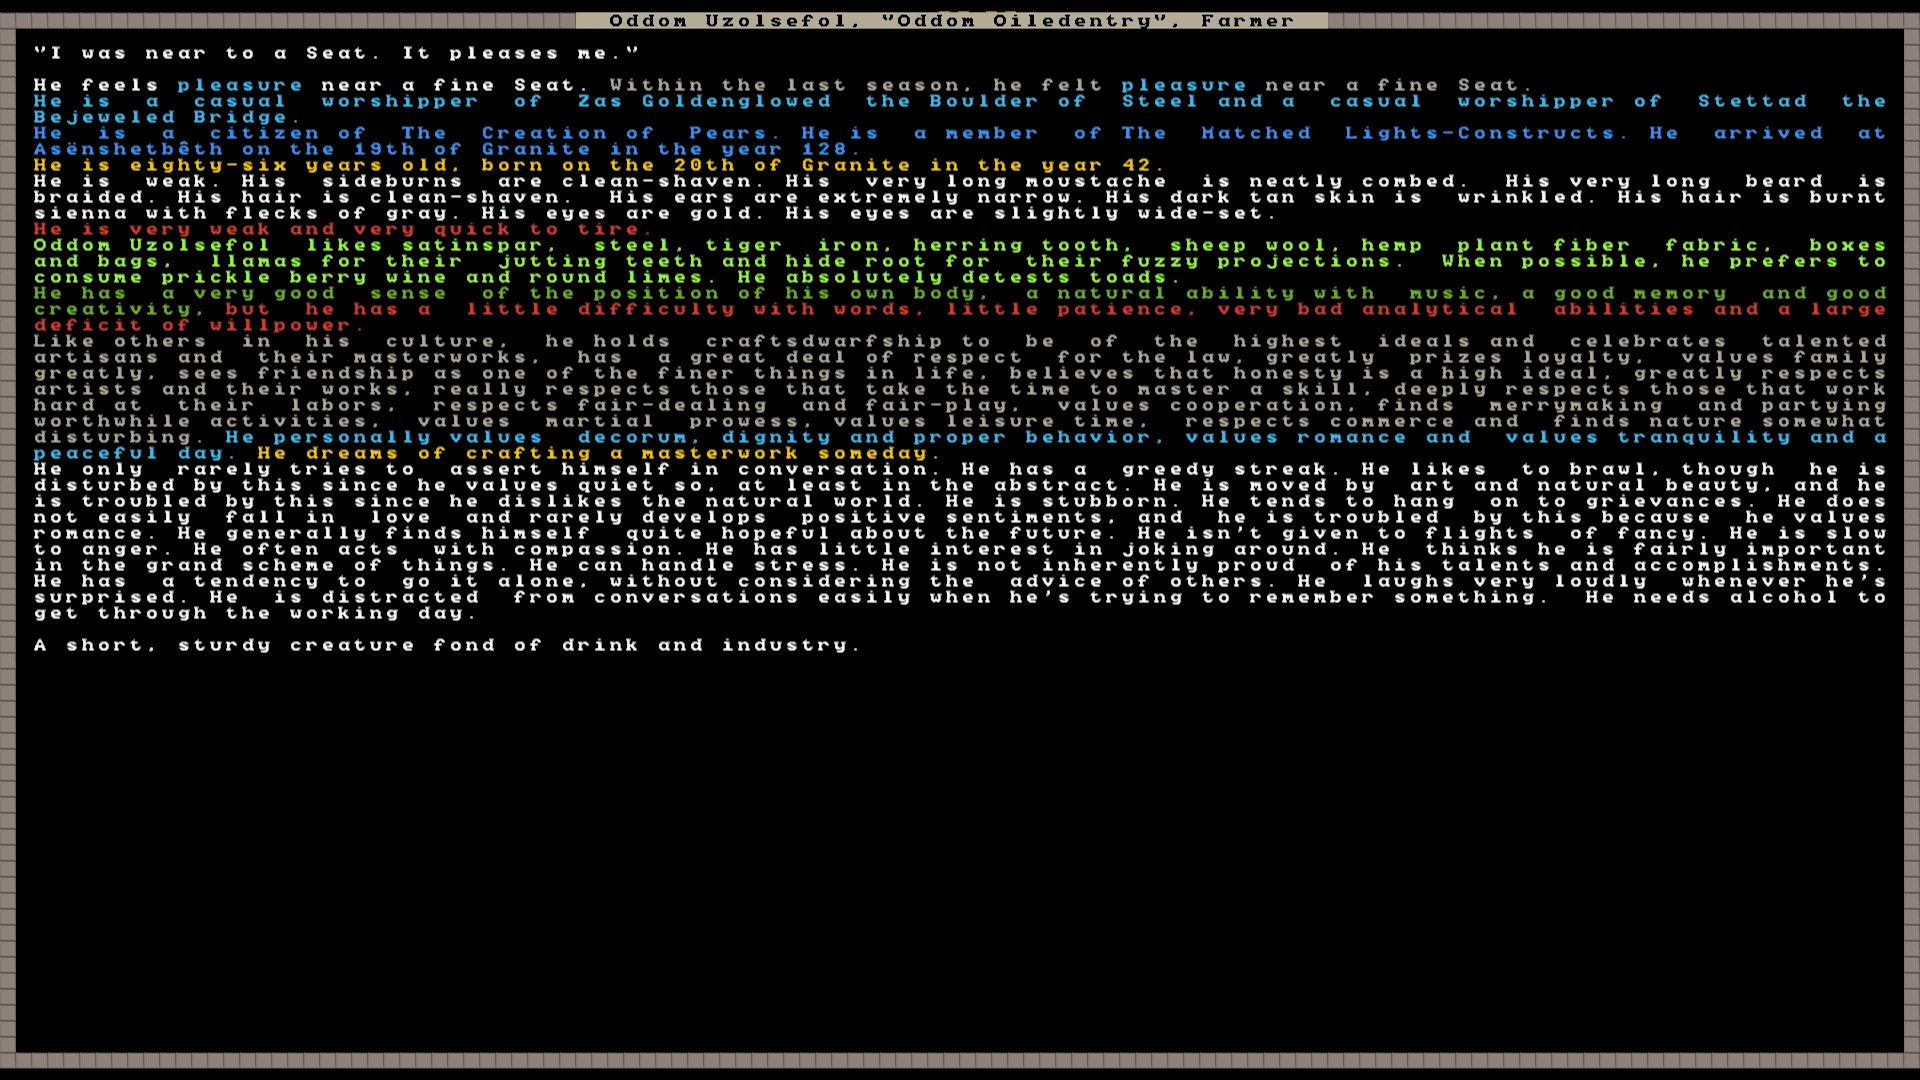 Oddom Uzolsefol, "Oddom Oiledentry", Farmer
"I was near to a Seat. It pleases me."
He feels pleasure near a fine Seat. Within the last season, he felt pleasure near a fine Seat.
He is a casual worshipper of Zas Goldenglowed the Boulder of Steel and a casual worshipper of Stettad the
Bejeweled Bridge.
He is a citizen of The Creation of Pears. He is a member of The Matched Lights-Constructs. He arrived at
Asënshetbêth on the 19th of Granite in the year 128.
He is eighty-six years old, born on the 20th of Granite in the year 42.
He is weak. His sideburns are clean-shaven. His very long moustache is neatly combed. His very long beard is
braided. His hair is clean-shaven. His ears are extremely narrow. His dark tan skin is wrinkled. His hair is burnt
sienna with flecks of gray. His eyes are gold. His eyes are slightly wide-set.
He is very weak and very quick to tire.
Oddom Uzolsefol likes satinspar, steel, tiger iron, herring tooth, sheep wool, hemp plant fiber fabric, boxes
and bags, llamas for their jutting teeth and hide root for their fuzzy projections. When possible, he prefers to
consume prickle berry wine and round limes. He absolutely detests toads.
He has a very good sense of the position of his own body, a natural ability with music, a good memory and good
creativity, but he has a little difficulty with words, little patience, very bad analytical abilities and a large
deficit of willpower.
Like others in his culture, he holds craftsdwarfship to be of the highest ideals and celebrates talented
artisans and their masterworks, has a great deal of respect for the law, greatly prizes loyalty, values family
greatly, sees friendship as one of the finer things in life, believes that honesty is a high ideal, greatly respects
artists and their works, really respects those that take the time to master a skill, deeply respects those that work
hard at their labors, respects fair-dealing and fair-play, values cooperation, finds merrymaking and partying
worthwhile activities, values martial prowess, values leisure time, respects commerce and finds nature somewhat
disturbing. He personally values decorum, dignity and proper behavior, values romance and values tranquility and a
peaceful day. He dreams of crafting a masterwork someday.
He only rarely tries to assert himself in conversation. He has a greedy streak. He likes to brawl, though he is
disturbed by this since he values quiet so, at least in the abstract. He is moved by art and natural beauty, and he
is troubled by this since he dislikes the natural world. He is stubborn. He tends to hang on to grievances. He does
not easily fall in love and rarely develops positive sentiments, and he is troubled by this because he values
romance. He generally finds himself quite hopeful about the future. He isn't given to flights of fancy. He is slow
to anger. He often acts with compassion. He has little interest in joking around. He thinks he is fairly important
in the grand scheme of things. He can handle stress. He is not inherently proud of his talents and accomplishments.
He has a tendency to go it alone, without considering the advice of others. He laughs very loudly whenever he's
surprised. He is distracted from conversations easily when he's trying to remember something. He needs alcohol to
get through the working day.
A short, sturdy creature fond of drink and industry.